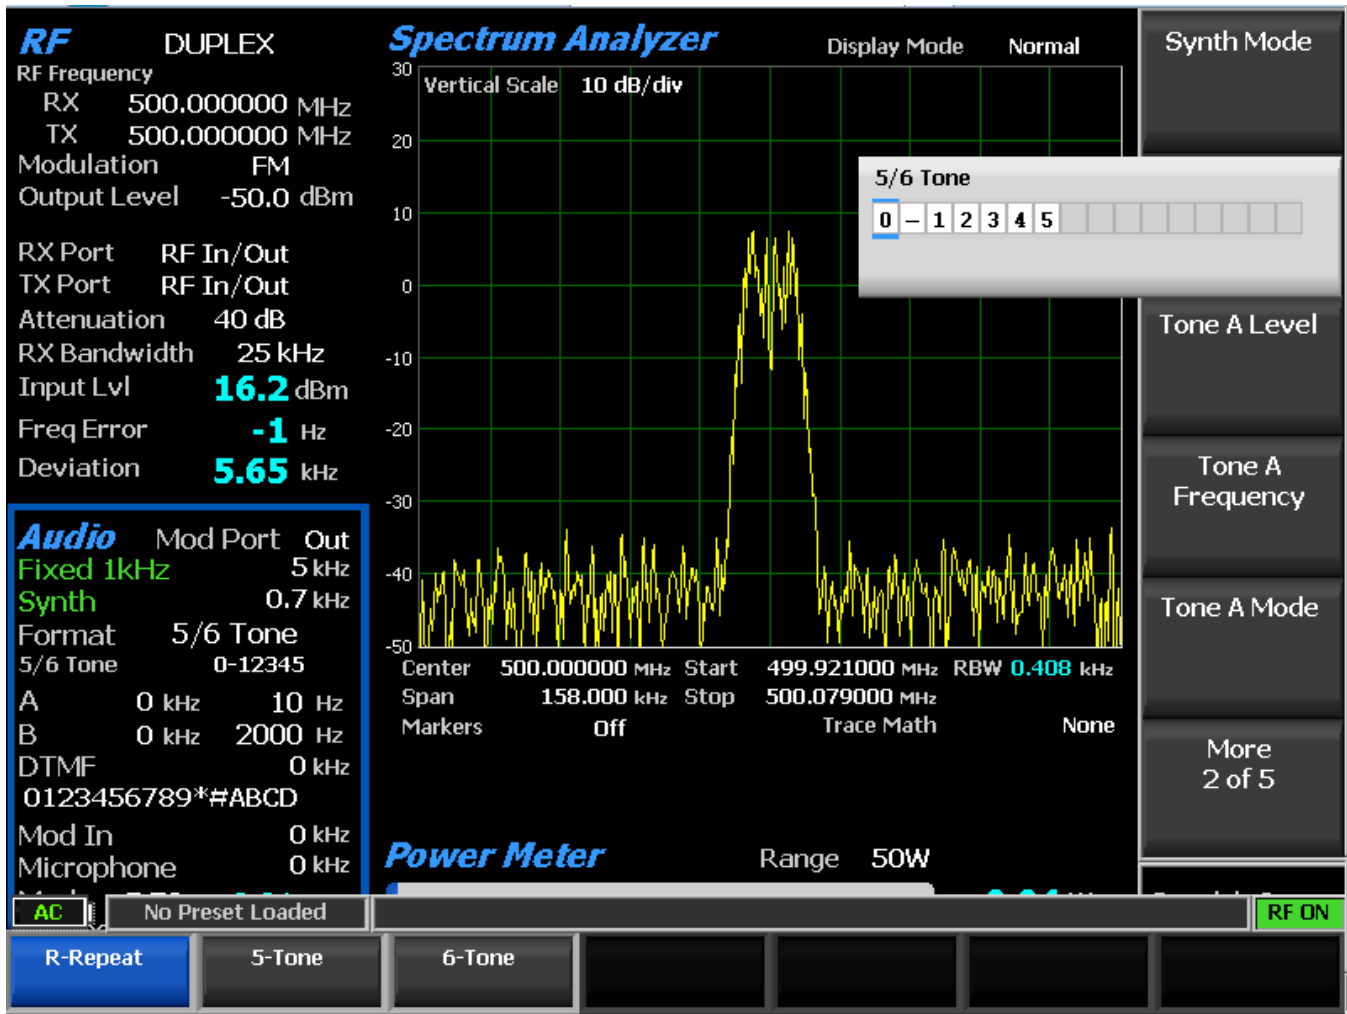 RF DUPLEX
RF Frequency
RX 500.000000 MHz
TX 500.000000 MHz
Modulation FM
Output Level -50.0 dBm
RX Port RF In/Out
TX Port RF In/Out
Attenuation 40 dB
RX Bandwidth 25 kHz
Input Lvl 16.2 dBm
Freq Error -1 Hz
Deviation 5.65 kHz
Audio Mod Port Out
Fixed 1kHz 5 kHz
Synth 0.7 kHz
Format 5/6 Tone
5/6 Tone 0-12345
A 0 kHz 10 Hz
B 0 kHz 2000 Hz
DTMF 0 kHz
0123456789*#ABCD
Mod In 0 kHz
Microphone 0 kHz
Spectrum Analyzer Display Mode Normal
Vertical Scale 10 dB/div
30
20
10
0
-10
-20
-30
-40
-50
Center 500.000000 MHz Start 499.921000 MHz RBW 0.408 kHz
Span 158.000 kHz Stop 500.079000 MHz
Markers Off Trace Math None
Power Meter Range 50W
5/6 Tone
0-12345
Synth Mode
Tone A Level
Tone A
Frequency
Tone A Mode
More
2 of 5
AC No Preset Loaded RF ON
R-Repeat 5-Tone 6-Tone